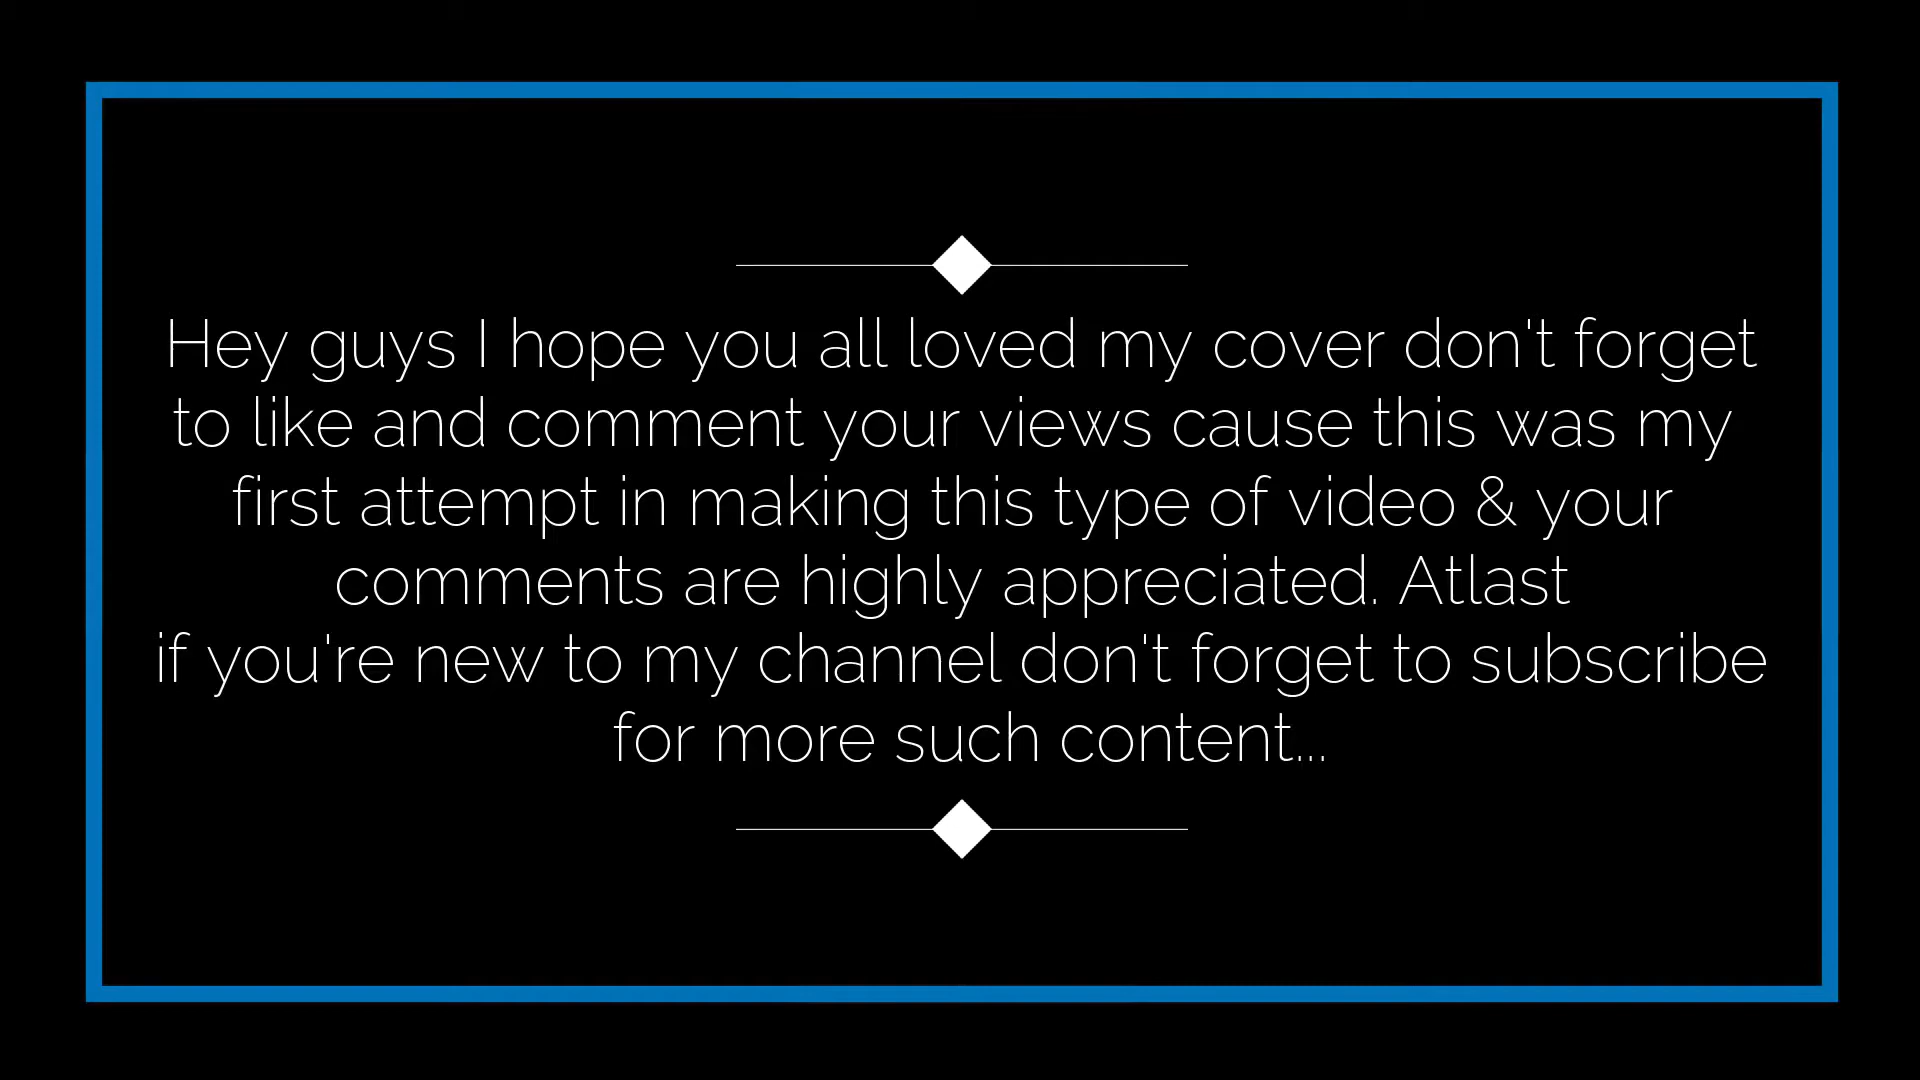 Hey guys I hope you all loved my cover don't forget
to like and comment your views cause this was my
first attempt in making this type of video & your
comments are highly appreciated. Atlast
if you're new to my channel don't forget to subscribe
for more such content...